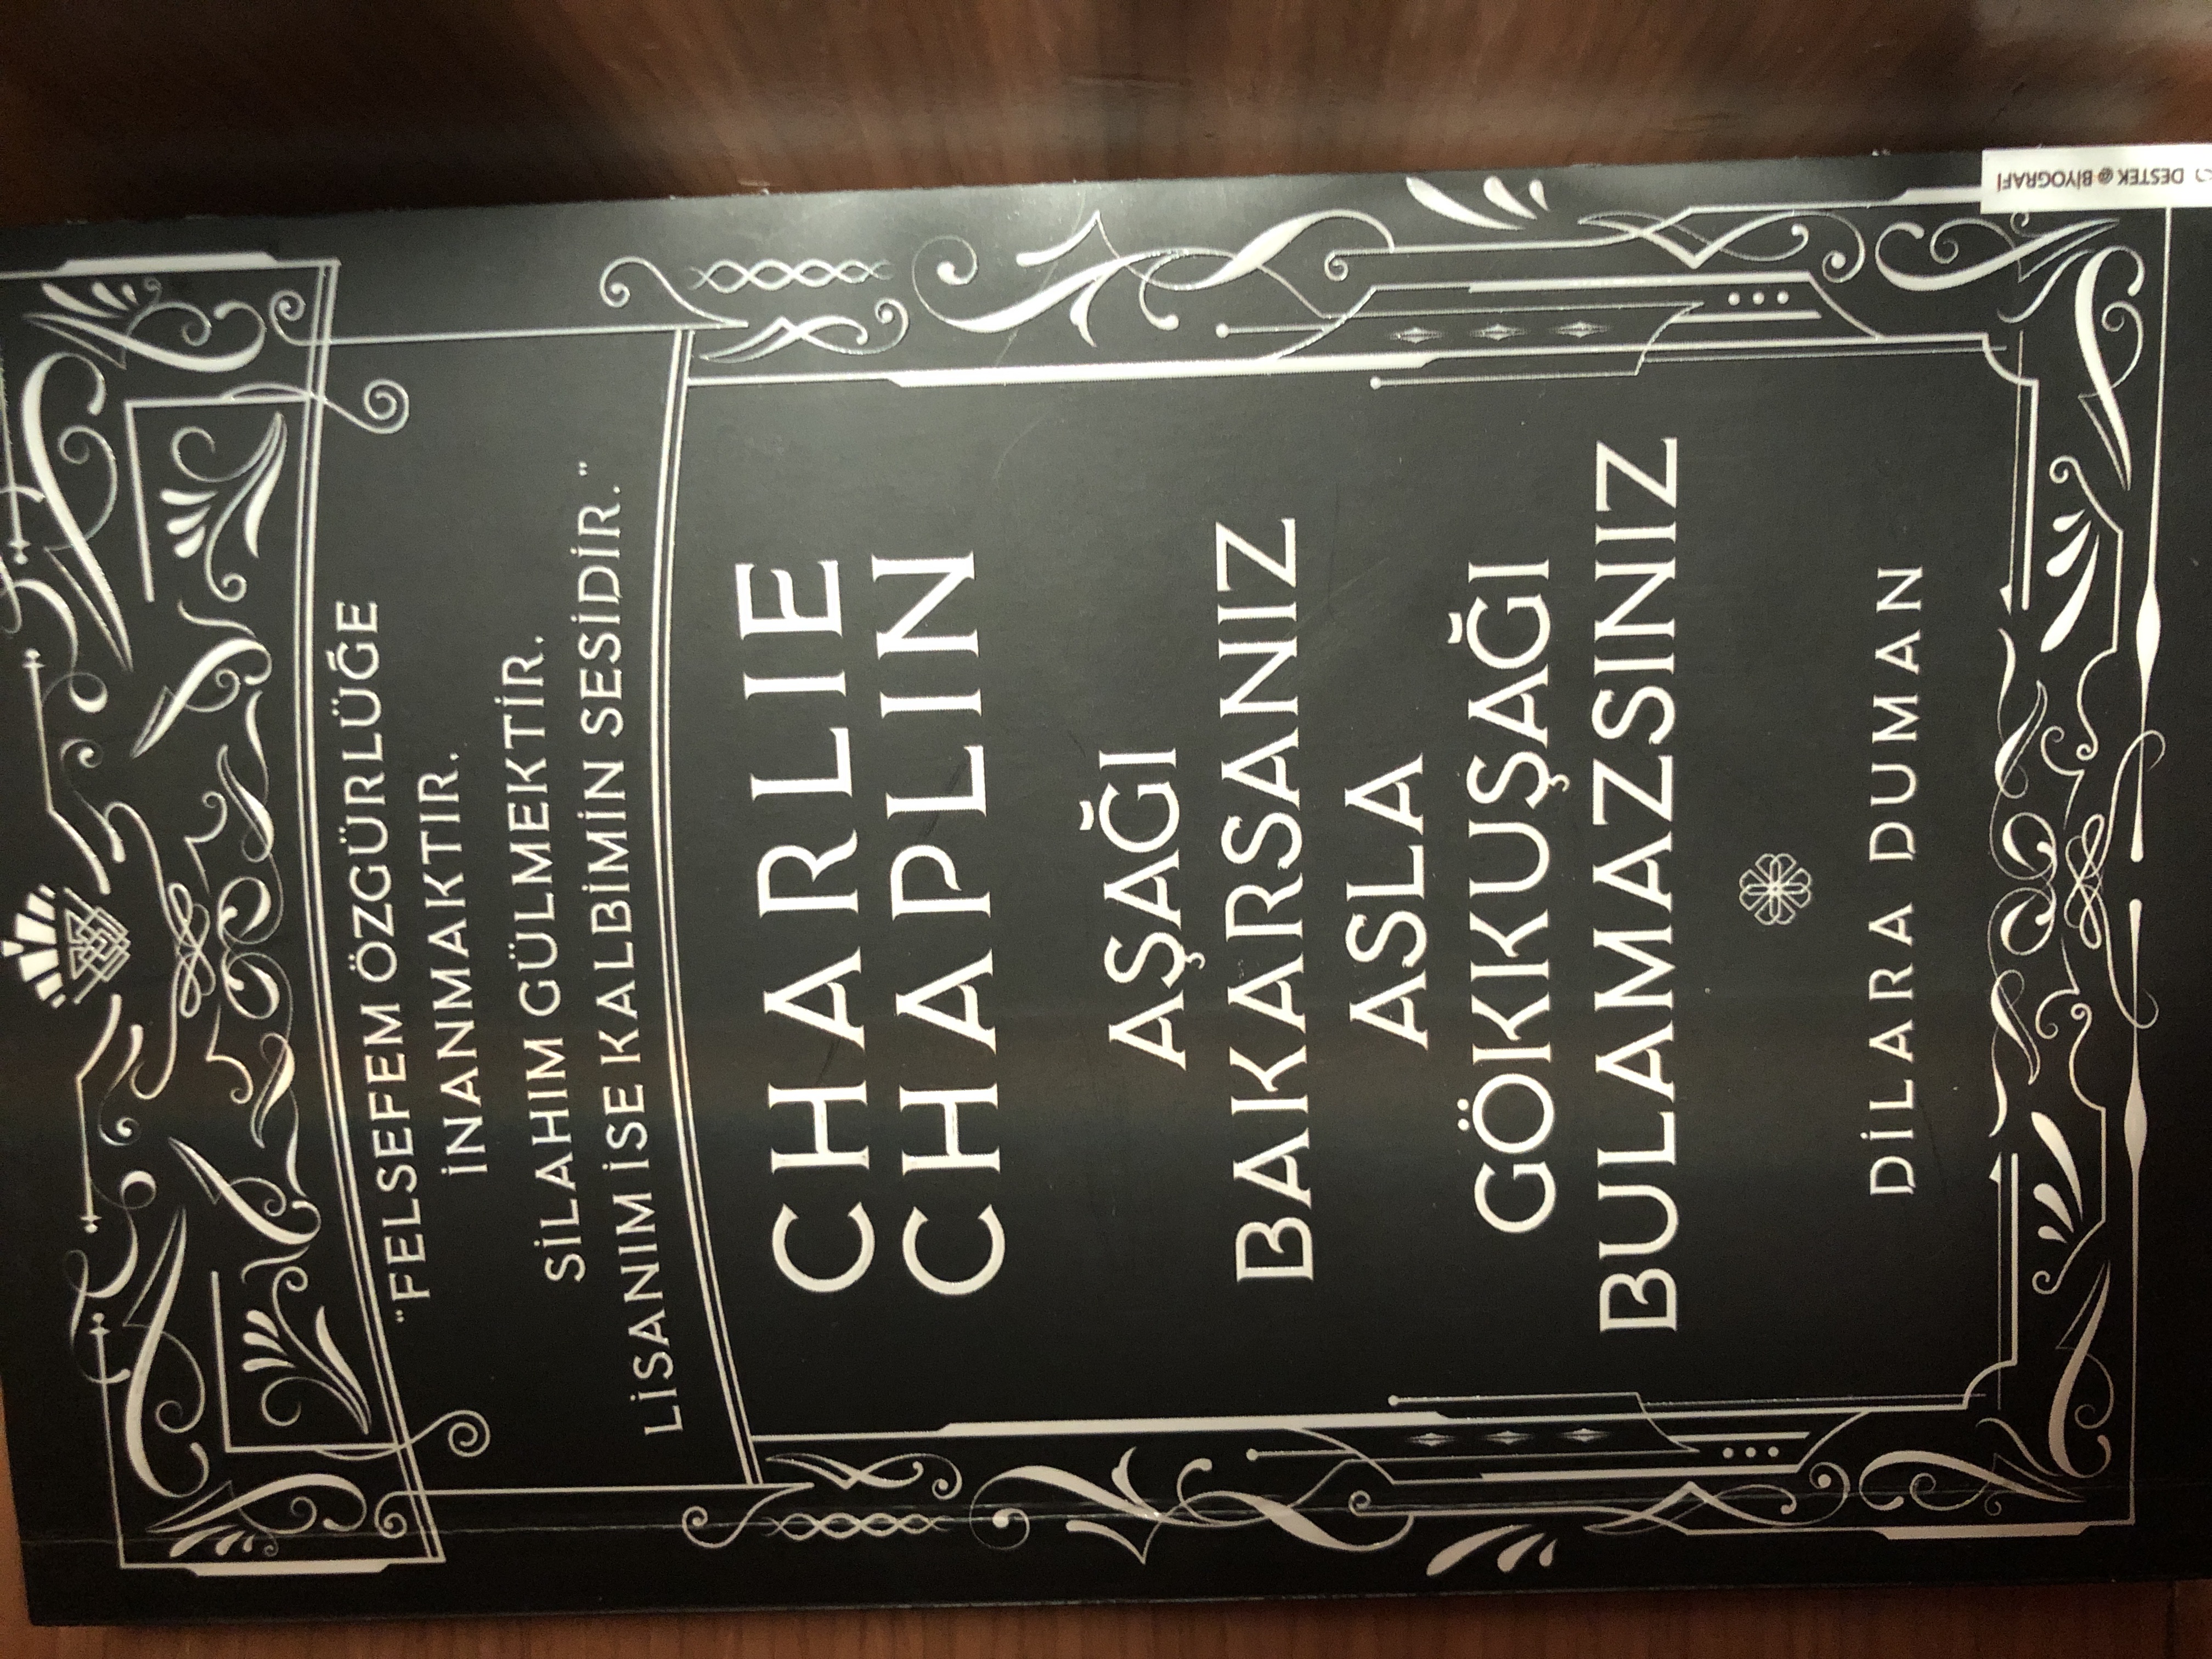 "FELSEFEM ÖZGÜRLÜĞE
İNANMAKTIR.
SİLAHIM GÜLMEKTİR.
LİSANIM İSE KALBİMİN SESİDİR."
CHARLIE
CHAPLIN
AŞAĞI
BAKARSANIZ
ASLA
GÖKKUŞAĞI
BULAMAZSINIZ
DİLARA DUMAN
DESTEK @ BİYOGRAFİ